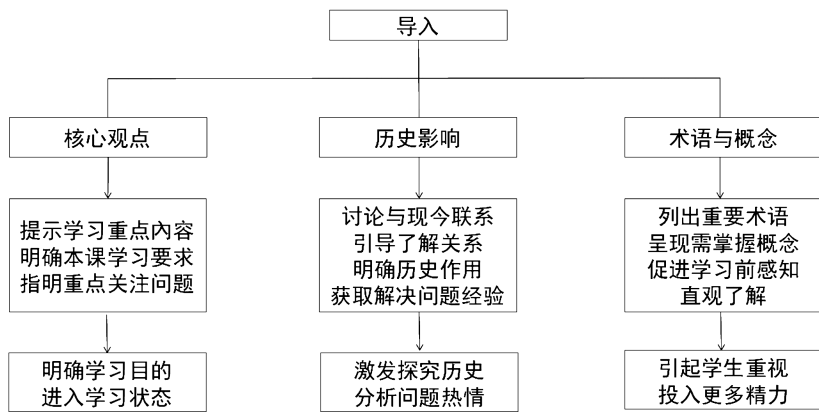 导入
核心观点
历史影响
术语与概念
提示学习重点内容
明确本课学习要求
指明重点关注问题
讨论与现今联系
引导了解关系
明确历史作用
获取解决问题经验
列出重要术语
呈现需掌握概念
促进学习前感知
直观了解
明确学习目的
进入学习状态
激发探究历史
分析问题热情
引起学生重视
投入更多精力